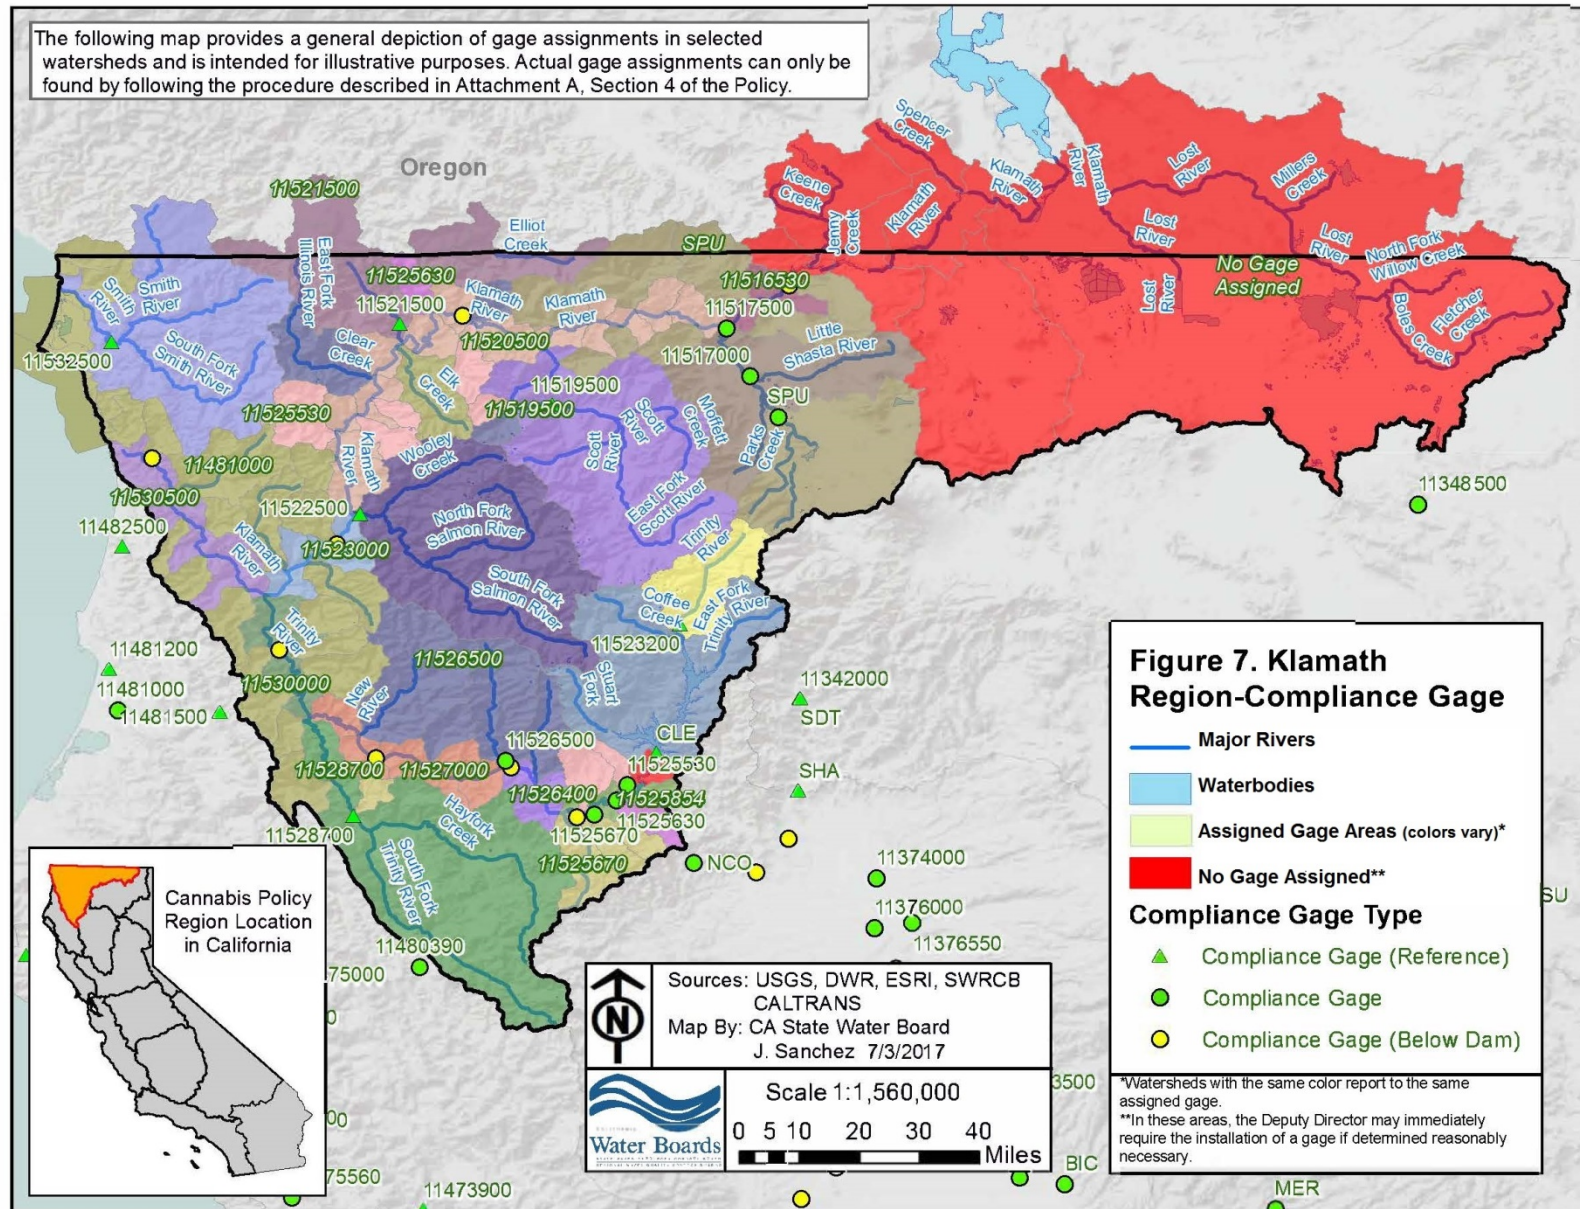 The following map provides a general depiction of gage assignments in selected
watersheds and is intended for illustrative purposes. Actual gage assignments can only be
found by following the procedure described in Attachment A, Section 4 of the Policy.
Oregon
11521500
Elliot
Creek
SPU
Spencer
Creek
Keene
Creek
Jenny
Creek
Klamath
River
Klamath
River
Klamath
River
Lost
River
Millers
Creek
Lost
River
Lost
River
Lost
River
North Fork
Willow Creek
Boles Creek
Fletcher
Creek
No Gage
Assigned
Smith
River
Smith
River
South Fork
Smith River
11532500
East Fork
Illinois River
11525630
11521500
Klamath
River
Klamath
River
11520500
11516530
11517500
11517000
Little
Shasta River
SPU
Clear
Creek
Elk
Creek
11519500
11519500
Scott
River
Scott
River
Moffett
Creek
Parks
Creek
11525530
Klamath
River
Wooley
Creek
11481000
11530500
11482500
11522500
11523000
Klamath
River
North Fork
Salmon River
South Fork
Salmon River
East Fork
Scott River
Trinity
River
Coffee
Creek
East Fork
Trinity River
11523200
11348500
Trinity
River
11481200
11481000
11481500
11530000
New
River
11526500
Stuart
Fork
11342000
SDT
CLE
SHA
11526500
11525530
11528700
11527000
11526400
11525854
11525630
11525670
11525670
11528700
Hayfork
Creek
South Fork
Trinity River
NCO
11374000
11376000
11376550
11480390
75000
0
00
75560
11473900
3500
BIC
MER
SU
Figure 7. Klamath
Region-Compliance Gage
Major Rivers
Waterbodies
Assigned Gage Areas (colors vary)*
No Gage Assigned**
Compliance Gage Type
Compliance Gage (Reference)
Compliance Gage
Compliance Gage (Below Dam)
*Watersheds with the same color report to the same
assigned gage.
**In these areas, the Deputy Director may immediately
require the installation of a gage if determined reasonably
necessary.
Cannabis Policy
Region Location
in California
N
Sources: USGS, DWR, ESRI, SWRCB
CALTRANS
Map By: CA State Water Board
J. Sanchez 7/3/2017
Water Boards
Scale 1:1,560,000
0 5 10 20 30 40
Miles